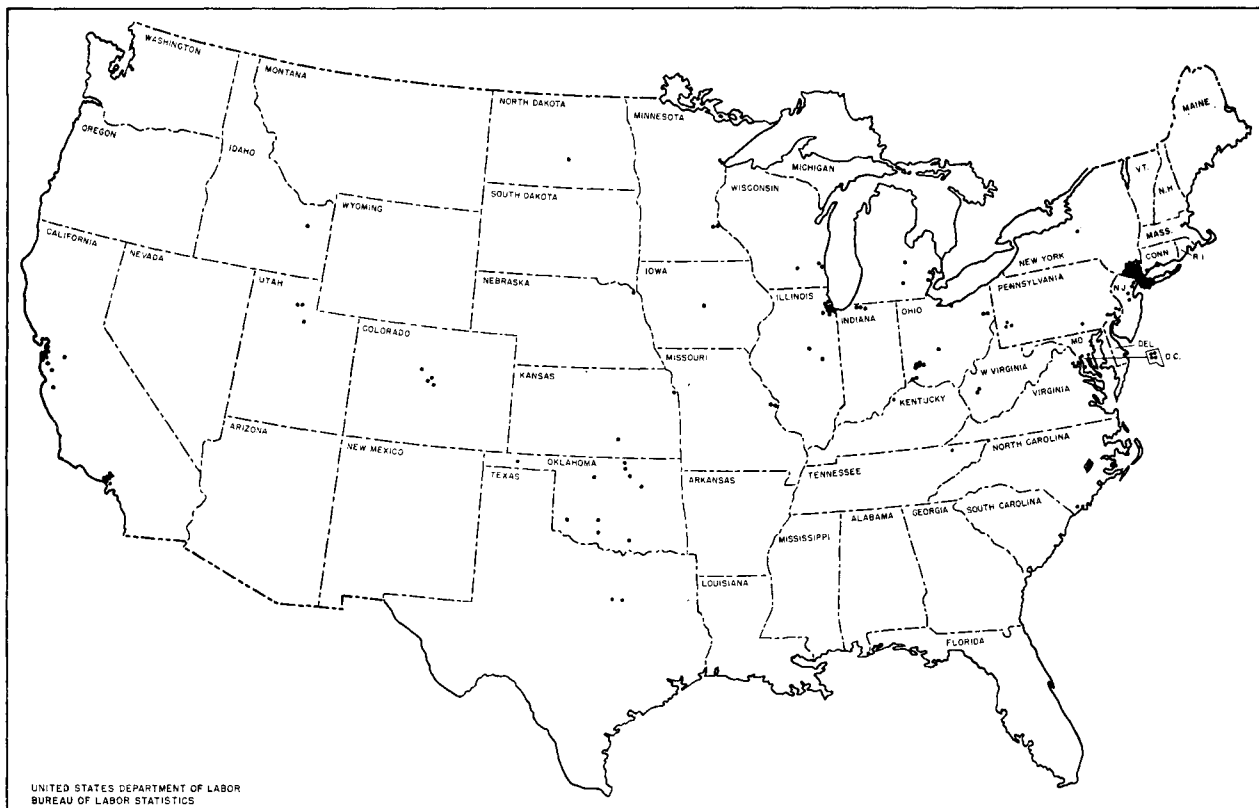 WASHINGTON
MONTANA
NORTH DAKOTA
MINNESOTA
MAINE
OREGON
IDAHO
MICHIGAN
VT.
N.H
WISCONSIN
SOUTH DAKOTA
WYOMING
MASS.
CALIFORNIA
NEVADA
NEW YORK
CONN
R I
IOWA
UTAH
NEBRASKA
PENNSYLVANIA
N.J.
ILLINOIS
INDIANA
OHIO
COLORADO
MD
DEL
D.C.
MISSOURI
KANSAS
W VIRGINIA
VIRGINIA
KENTUCKY
ARIZONA
NEW MEXICO
NORTH CAROLINA
OKLAHOMA
TEXAS
ARKANSAS
TENNESSEE
SOUTH CAROLINA
ALABAMA
GEORGIA
MISSISSIPPI
LOUISIANA
FLORIDA
UNITED STATES DEPARTMENT OF LABOR
BUREAU OF LABOR STATISTICS